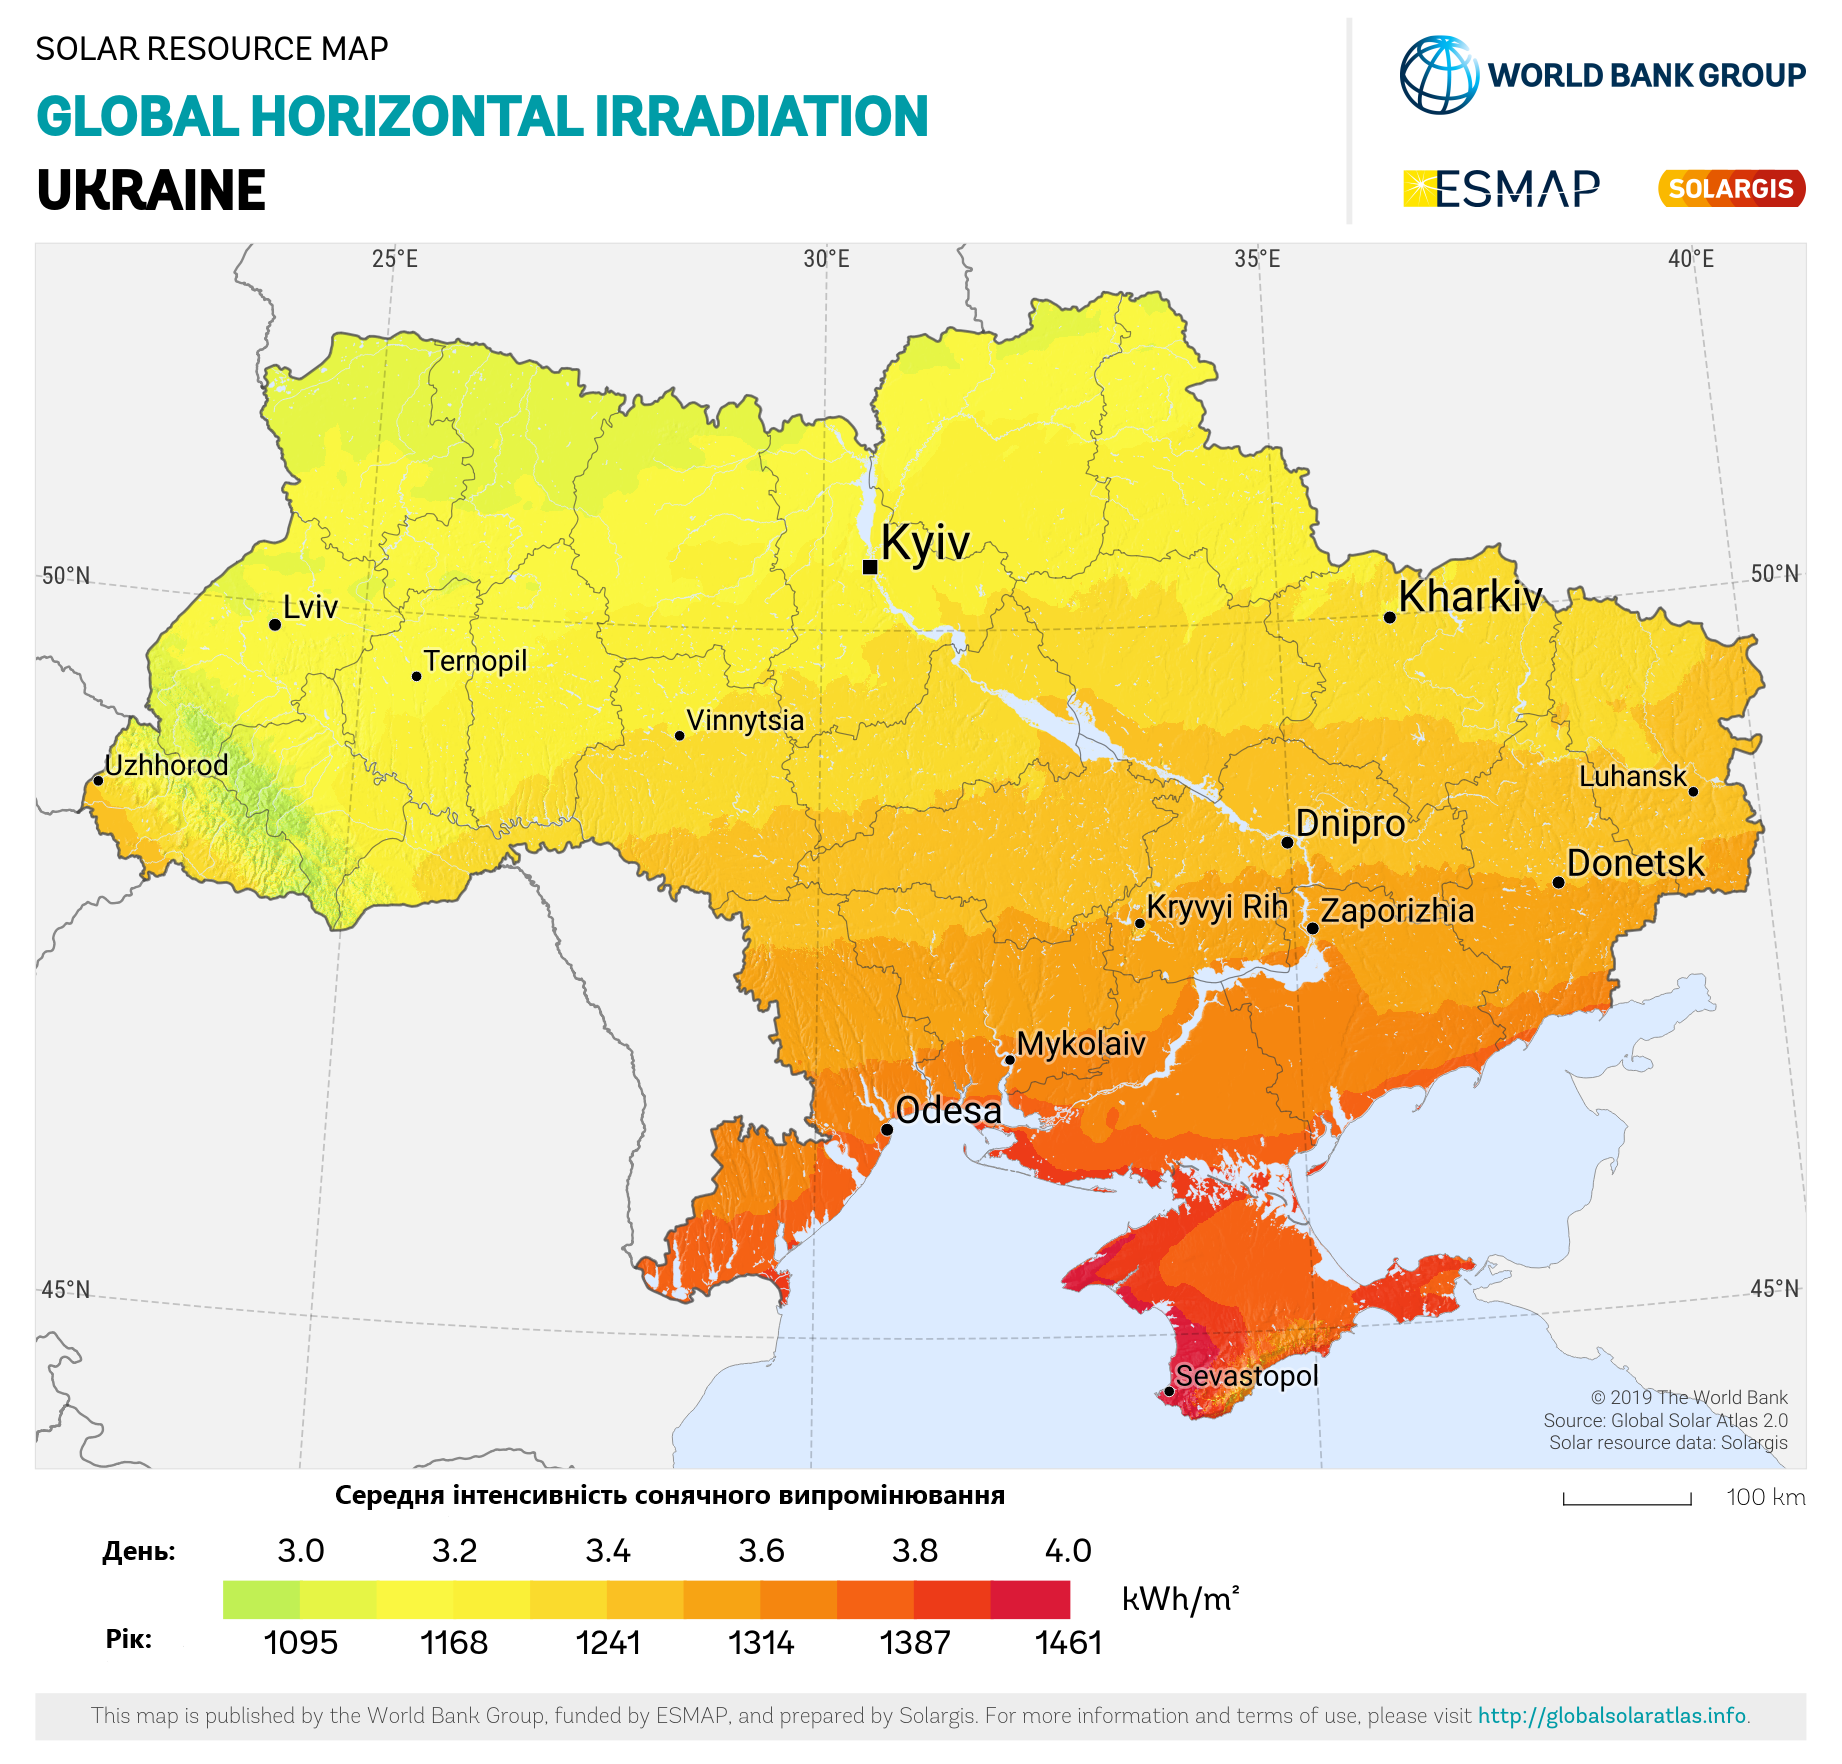 SOLAR RESOURCE MAP
GLOBAL HORIZONTAL IRRADIATION
UKRAINE
WORLD BANK GROUP
ESMAP
SOLARGIS
25°E
30°E
35°E
40°E
50°N
50°N
Kyiv
Kharkiv
Lviv
Ternopil
Vinnytsia
Uzhhorod
Luhansk
Dnipro
Donetsk
Kryvyi Rih
Zaporizhia
Mykolaiv
Odesa
45°N
45°N
Sevastopol
© 2019 The World Bank
Source: Global Solar Atlas 2.0
Solar resource data: Solargis
Середня інтенсивність сонячного випромінювання
100 km
День:
3.0
3.2
3.4
3.6
3.8
4.0
kWh/m²
Рік:
1095
1168
1241
1314
1387
1461
This map is published by the World Bank Group, funded by ESMAP, and prepared by Solargis. For more information and terms of use, please visit http://globalsolaratlas.info.